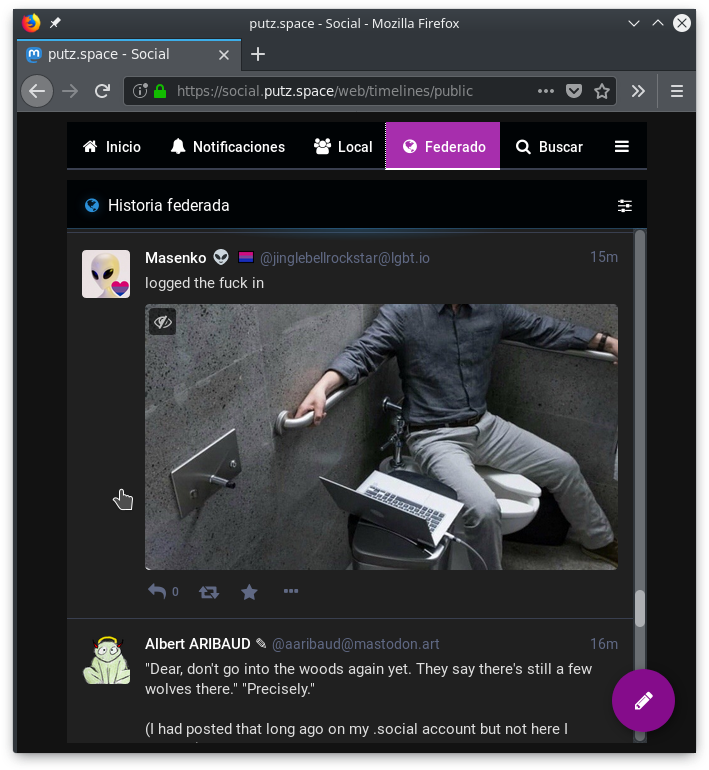 putz.space - Social - Mozilla Firefox
putz.space - Social
https://social.putz.space/web/timelines/public
Inicio Notificaciones Local Federado Buscar
Historia federada
Masenko 👽 @jinglebellrockstar@lgbt.io 15m
logged the fuck in
0
Albert ARIBAUD ✎ @aaribaud@mastodon.art 16m
"Dear, don't go into the woods again yet. They say there's still a few
wolves there." "Precisely."
(I had posted that long ago on my .social account but not here I